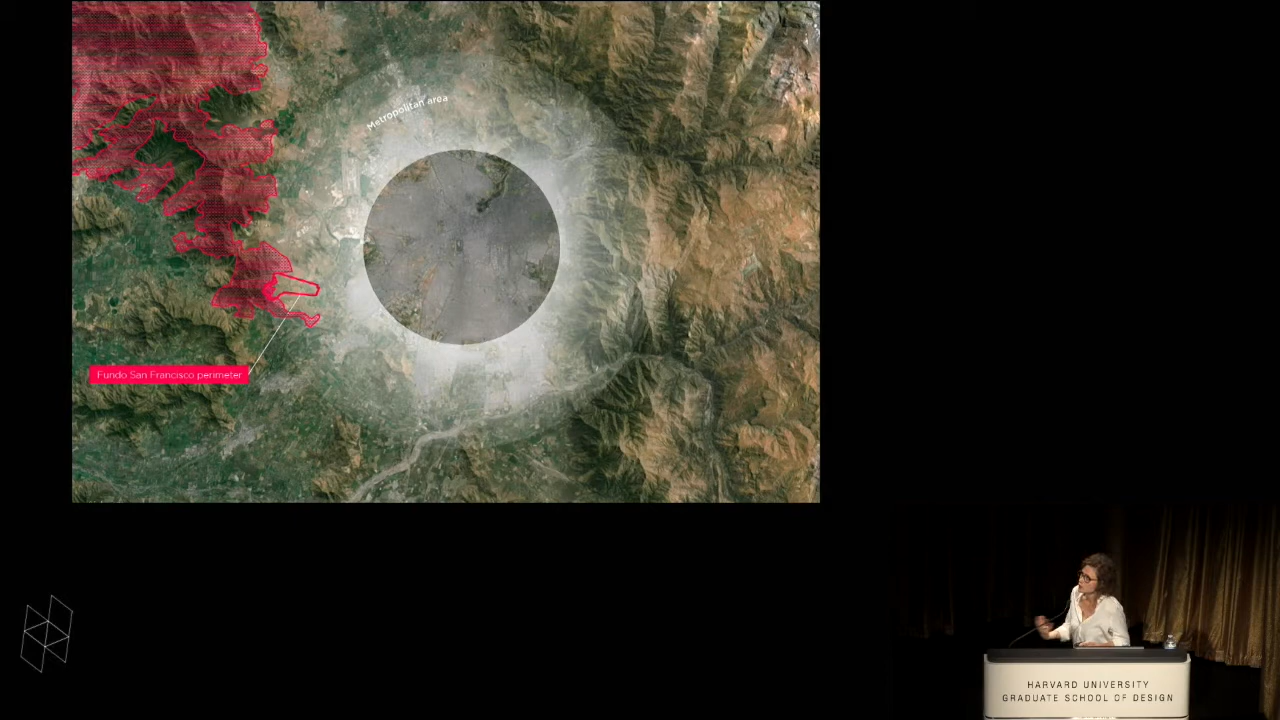 Metropolitan area
Fundo San Francisco perimeter
HARVARD UNIVERSITY
GRADUATE SCHOOL OF DESIGN